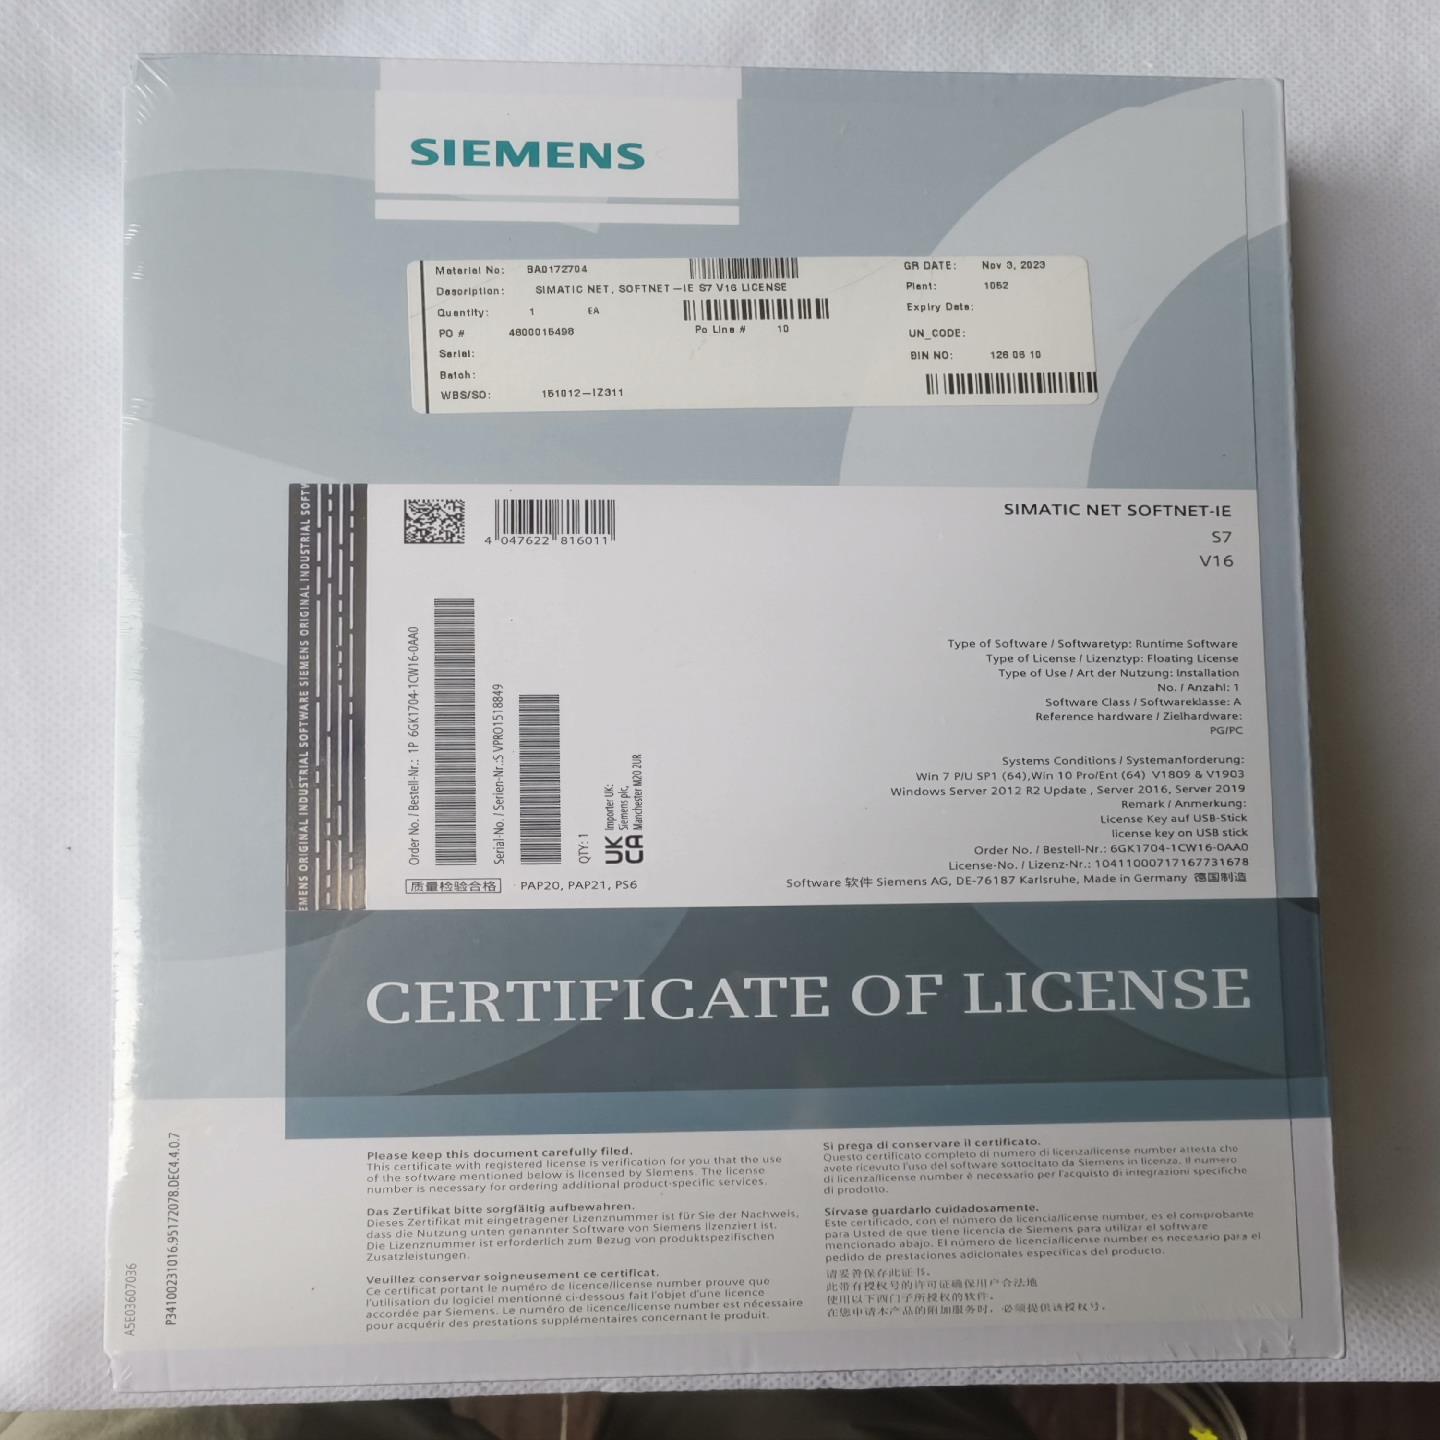 SIEMENS
Material No: BA0172704
GR DATE: Nov 3, 2023
Description: SIMATIC NET, SOFTNET-IE S7 V16 LICENSE
Plant: 1052
Quantity: 1 EA
Expiry Date:
PO # 4800015498
Po Line # 10
UN_CODE:
Serial:
BIN NO: 126 06 10
Batch:
WBS/SO: 151012-IZ311
EMENS ORIGINAL INDUSTRIAL SOFTWARE SIEMENS ORIGINAL INDUSTRIAL SOFTW
4 047622 816011
SIMATIC NET SOFTNET-IE
S7
V16
Order No. / Bestell-Nr.: 1P 6GK1704-1CW16-0AA0
Serial-No. / Serien-Nr.:S VPRO1518849
QTY: 1
UK
CA
Importer UK:
Siemens plc,
Manchester M20 2UR
质量检验合格
PAP20, PAP21, PS6
Type of Software / Softwaretyp: Runtime Software
Type of License / Lizenztyp: Floating License
Type of Use / Art der Nutzung: Installation
No. / Anzahl: 1
Software Class / Softwareklasse: A
Reference hardware / Zielhardware:
PG/PC
Systems Conditions / Systemanforderung:
Win 7 P/U SP1 (64),Win 10 Pro/Ent (64) V1809 & V1903
Windows Server 2012 R2 Update , Server 2016, Server 2019
Remark / Anmerkung:
License Key auf USB-Stick
license key on USB stick
Order No. / Bestell-Nr.: 6GK1704-1CW16-0AA0
License-No. / Lizenz-Nr.: 10411000717167731678
Software 软件 Siemens AG, DE-76187 Karlsruhe, Made in Germany 德国制造
CERTIFICATE OF LICENSE
A5E03607036
P34100231016.95172078.DEC4.4.0.7
Please keep this document carefully filed.
This certificate with registered license is verification for you that the use
of the software mentioned below is licensed by Siemens. The license
number is necessary for ordering additional product-specific services.
Das Zertifikat bitte sorgfältig aufbewahren.
Dieses Zertifikat mit eingetragener Lizenznummer ist für Sie der Nachweis,
dass die Nutzung unten genannter Software von Siemens lizenziert ist.
Die Lizenznummer ist erforderlich zum Bezug von produktspezifischen
Zusatzleistungen.
Veuillez conserver soigneusement ce certificat.
Ce certificat portant le numéro de licence/license number prouve que
l'utilisation du logiciel mentionné ci-dessous fait l'objet d'une licence
accordée par Siemens. Le numéro de licence/license number est nécessaire
pour acquérir des prestations supplémentaires concernant le produit.
Si prega di conservare il certificato.
Questo certificato completo di numero di licenza/license number attesta che
avete ricevuto l'uso del software sottocitato da Siemens in licenza. Il numero
di licenza/license number è necessario per l'acquisto di integrazioni specifiche
di prodotto.
Sírvase guardarlo cuidadosamente.
Este certificado, con el número de licencia/license number, es el comprobante
para Usted de que tiene licencia de Siemens para utilizar el software
mencionado abajo. El número de licencia/license number es necesario para el
pedido de prestaciones adicionales específicas del producto.
请妥善保存此证书。
此带有授权号的许可证确保用户合法地
使用以下西门子所授权的软件。
在您申请本产品的附加服务时，必须提供该授权号。